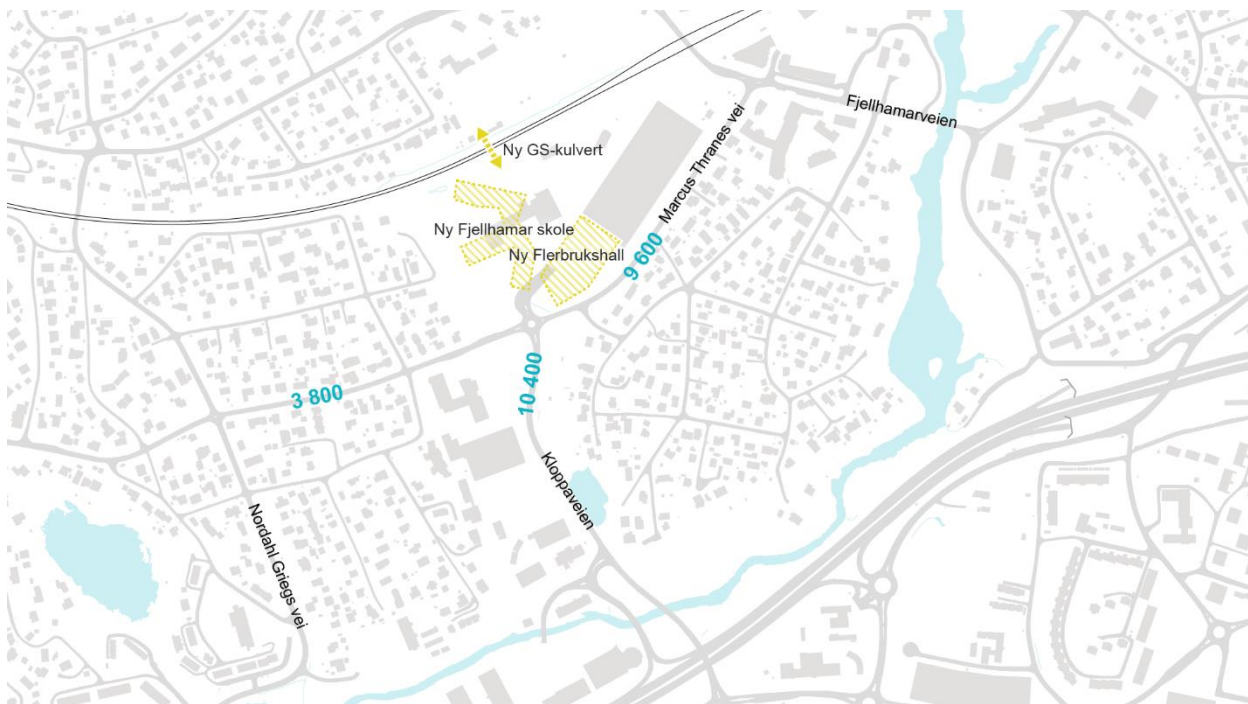 Fjellhamarveien
Marcus Thranes vei
Ny GS-kulvert
Ny Fjellhamar skole
Ny Flerbrukshall
9 600
3 800
10 400
Kloppaveien
Nordahl Griegs vei